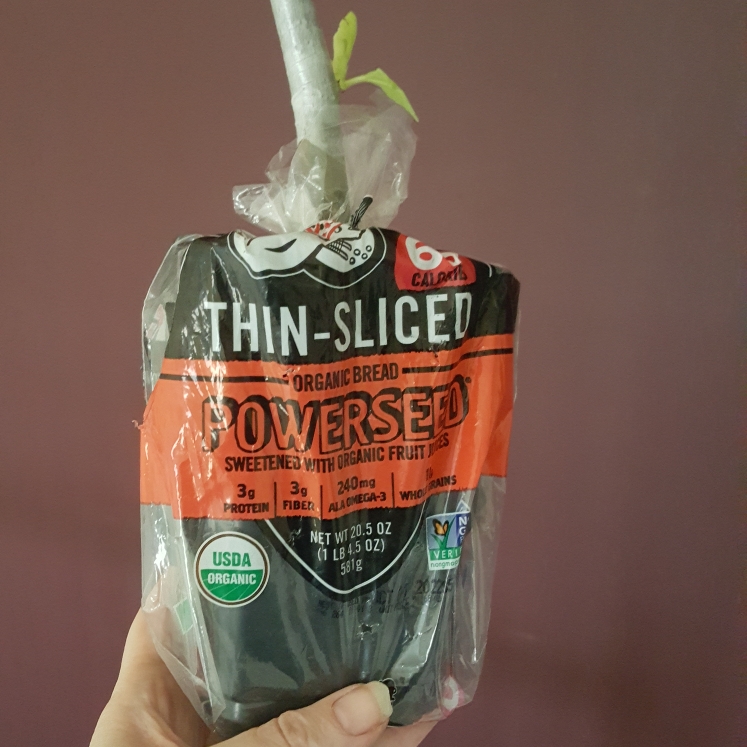 THIN-SLICED
ORGANIC BREAD
POWERSEED
SWEETENED WITH ORGANIC FRUIT JUICES
3g
PROTEIN
3g
FIBER
240mg
ALA OMEGA-3
WHOLE GRAINS
NET WT 20.5 OZ
(1 LB 4.5 OZ)
581g
USDA
ORGANIC